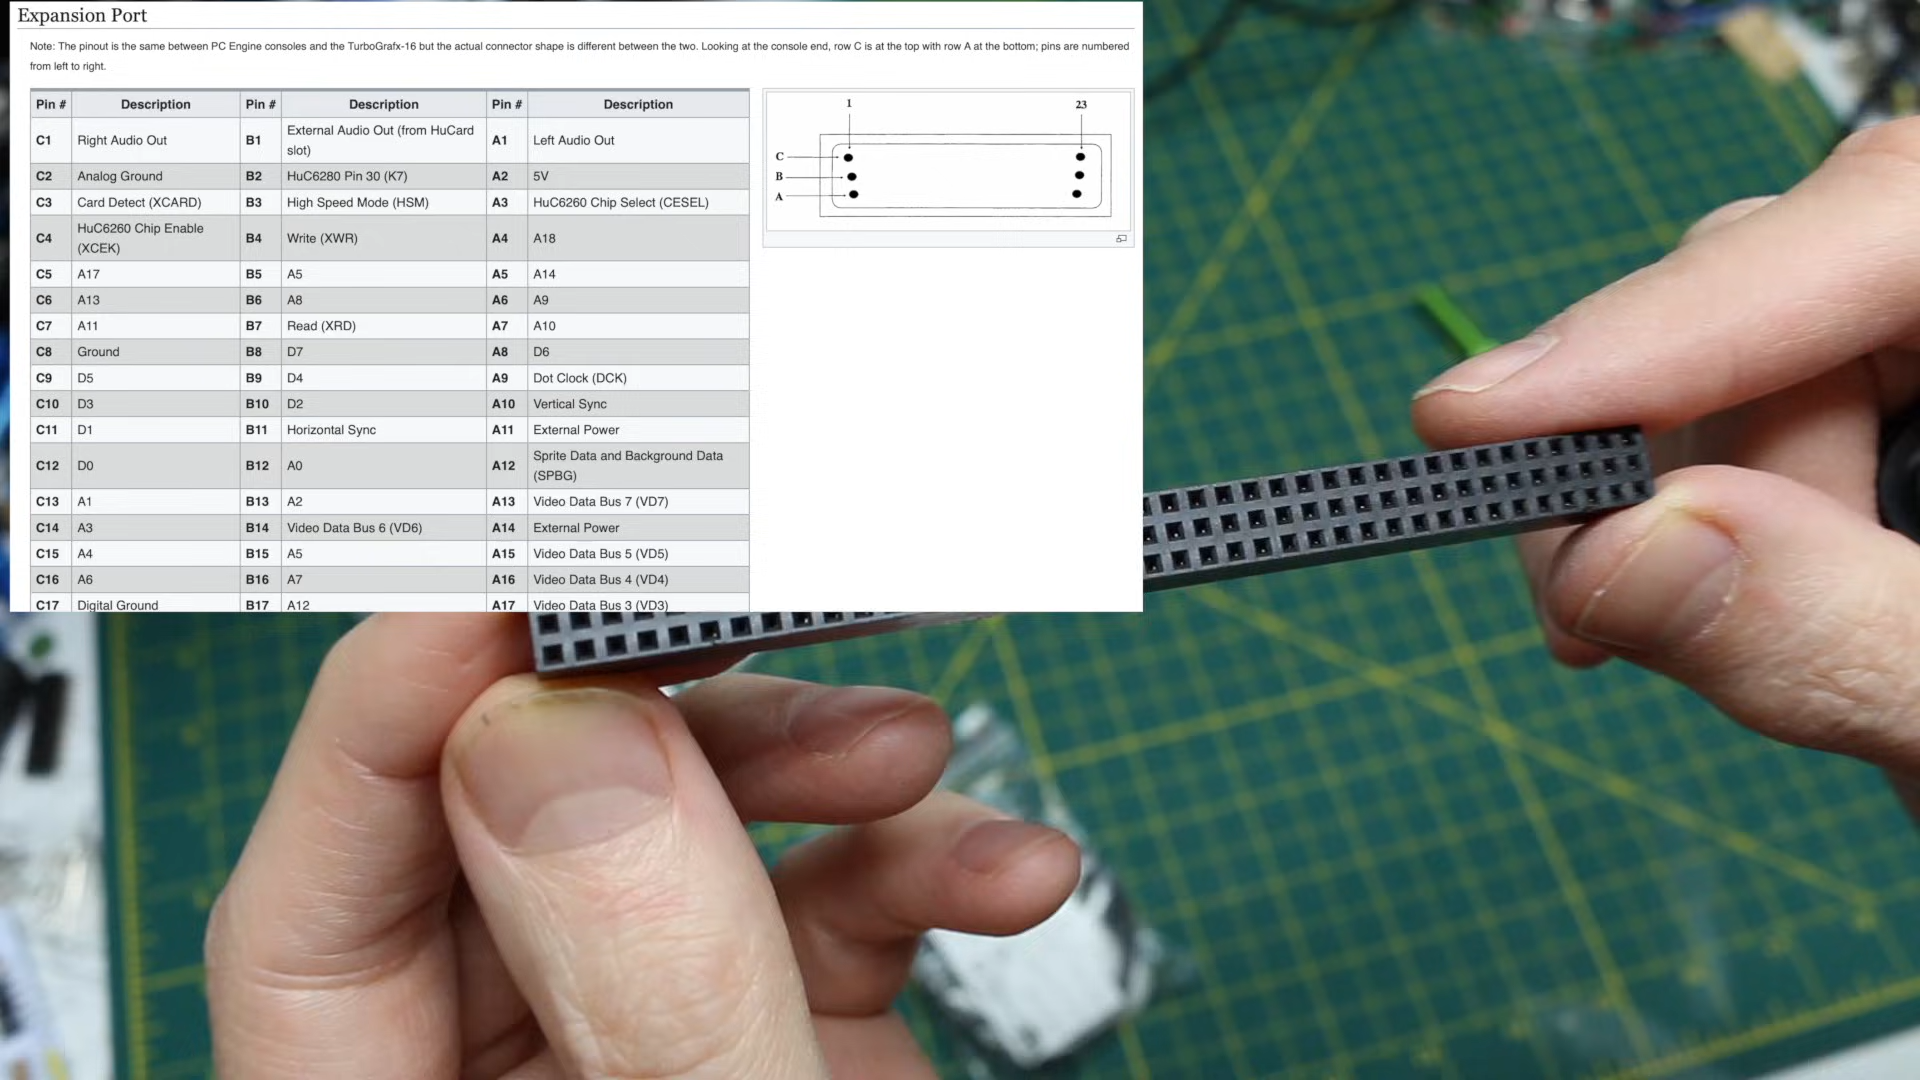 Expansion Port
Note: The pinout is the same between PC Engine consoles and the TurboGrafx-16 but the actual connector shape is different between the two. Looking at the console end, row C is at the top with row A at the bottom; pins are numbered
from left to right.
Pin # Description Pin # Description Pin # Description
C1 Right Audio Out B1 External Audio Out (from HuCard slot) A1 Left Audio Out
C2 Analog Ground B2 HuC6280 Pin 30 (K7) A2 5V
C3 Card Detect (XCARD) B3 High Speed Mode (HSM) A3 HuC6260 Chip Select (CESEL)
C4 HuC6260 Chip Enable (XCEK) B4 Write (XWR) A4 A18
C5 A17 B5 A5 A5 A14
C6 A13 B6 A8 A6 A9
C7 A11 B7 Read (XRD) A7 A10
C8 Ground B8 D7 A8 D6
C9 D5 B9 D4 A9 Dot Clock (DCK)
C10 D3 B10 D2 A10 Vertical Sync
C11 D1 B11 Horizontal Sync A11 External Power
C12 D0 B12 A0 A12 Sprite Data and Background Data (SPBG)
C13 A1 B13 A2 A13 Video Data Bus 7 (VD7)
C14 A3 B14 Video Data Bus 6 (VD6) A14 External Power
C15 A4 B15 A5 A15 Video Data Bus 5 (VD5)
C16 A6 B16 A7 A16 Video Data Bus 4 (VD4)
C17 Digital Ground B17 A12 A17 Video Data Bus 3 (VD3)
1 23
C
B
A